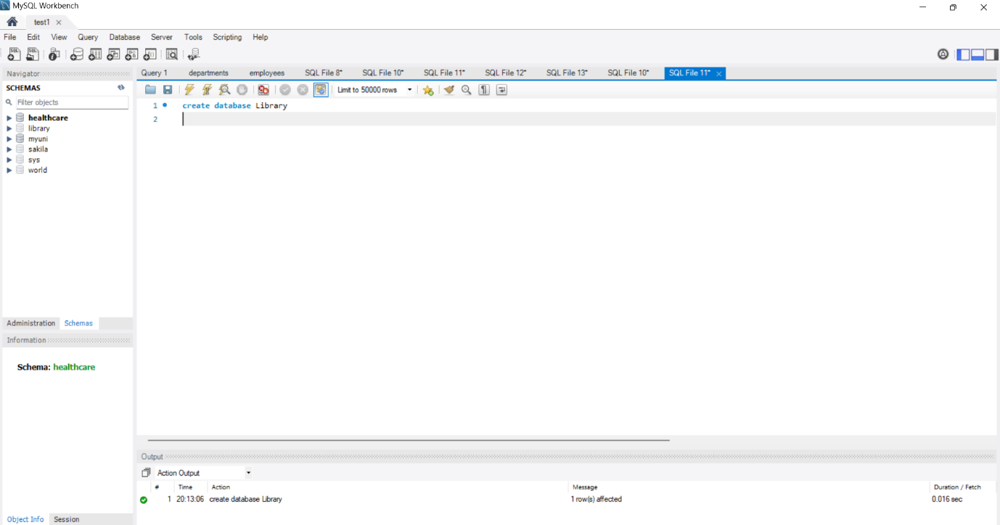 MySQL Workbench
test1
File Edit View Query Database Server Tools Scripting Help
Navigator
SCHEMAS
Filter objects
healthcare
library
myuni
sakila
sys
world
Administration Schemas
Information
Schema: healthcare
Object Info Session
Query 1 departments employees SQL File 8* SQL File 10* SQL File 11* SQL File 12* SQL File 13* SQL File 10* SQL File 11*
Limit to 50000 rows
1 create database Library
2
Output
Action Output
# Time Action Message Duration / Fetch
1 20:13:06 create database Library 1 row(s) affected 0.016 sec